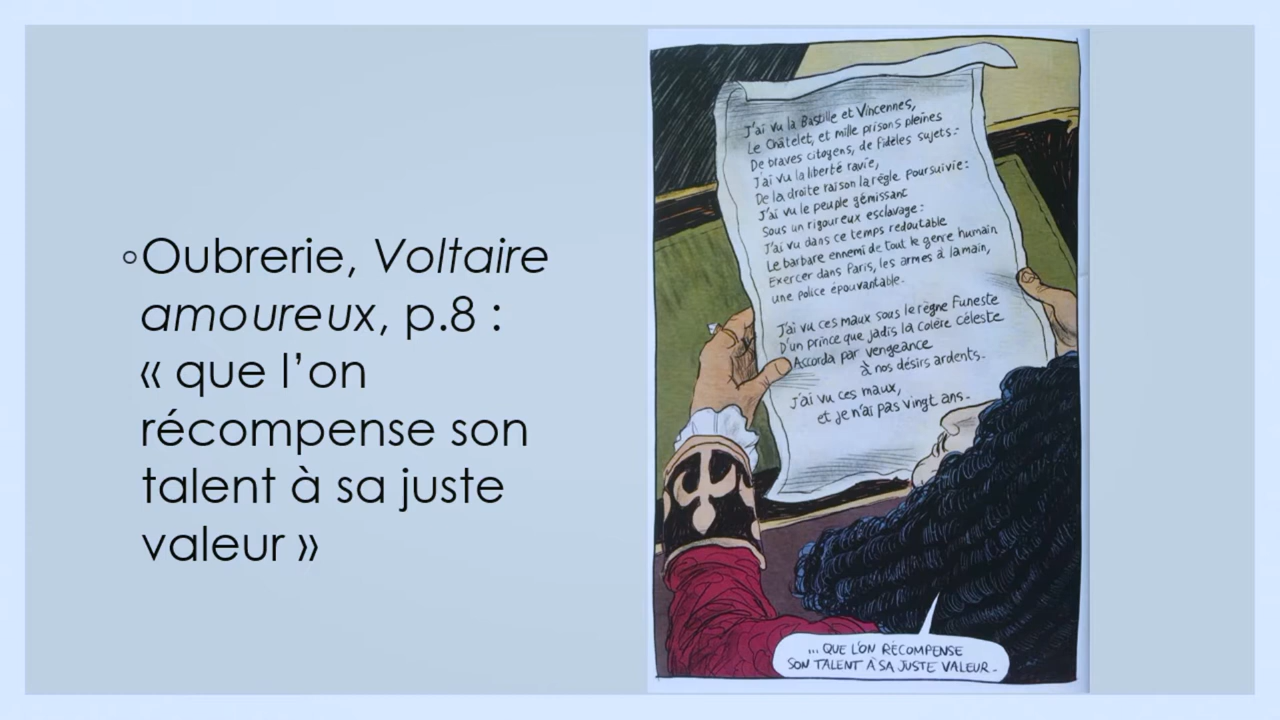 ◦Oubrerie, Voltaire
amoureux, p.8 :
« que l’on
récompense son
talent à sa juste
valeur »
J'ai vu la Bastille et Vincennes,
Le Châtelet, et mille prisons pleines
De braves citoyens, de fidèles sujets:
J'ai vu la liberté ravie,
De la droite raison la règle poursuivie:
J'ai vu le peuple gémissant
Sous un rigoureux esclavage:
J'ai vu dans ce temps redoutable
Le barbare ennemi de tout le genre humain
Exercer dans Paris, les armes à la main,
une police épouvantable.
J'ai vu ces maux sous le règne Funeste
D'un prince que jadis la colère céleste
Accorda par vengeance
à nos désirs ardents.
J'ai vu ces maux,
et je n'ai pas vingt ans.
... QUE L'ON RÉCOMPENSE
SON TALENT À SA JUSTE VALEUR.